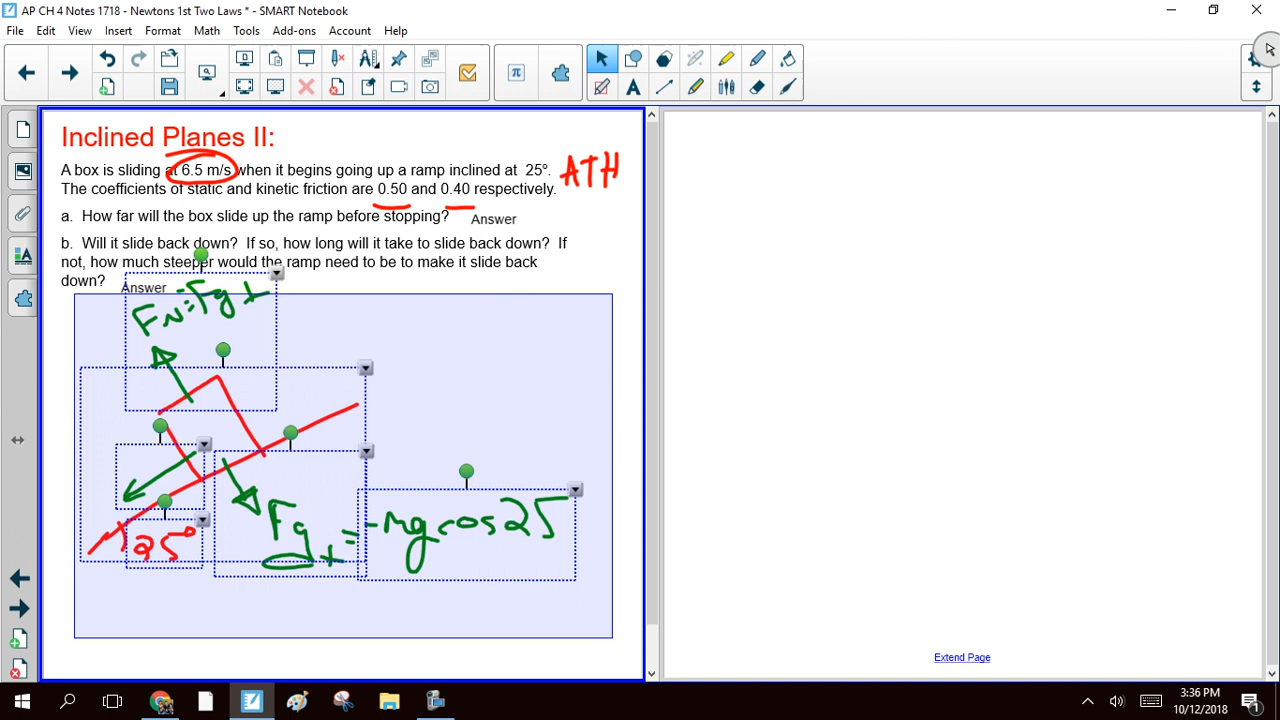 AP CH 4 Notes 1718 - Newtons 1st Two Laws * - SMART Notebook
File Edit View Insert Format Math Tools Add-ons Account Help
Inclined Planes II:
A box is sliding at 6.5 m/s when it begins going up a ramp inclined at 25º.
ATH
The coefficients of static and kinetic friction are 0.50 and 0.40 respectively.
a. How far will the box slide up the ramp before stopping? Answer
b. Will it slide back down? If so, how long will it take to slide back down? If
not, how much steeper would the ramp need to be to make it slide back
down? Answer
FN=Fg⊥
Fg⊥=-mgcos25
25°
Extend Page
3:36 PM
10/12/2018